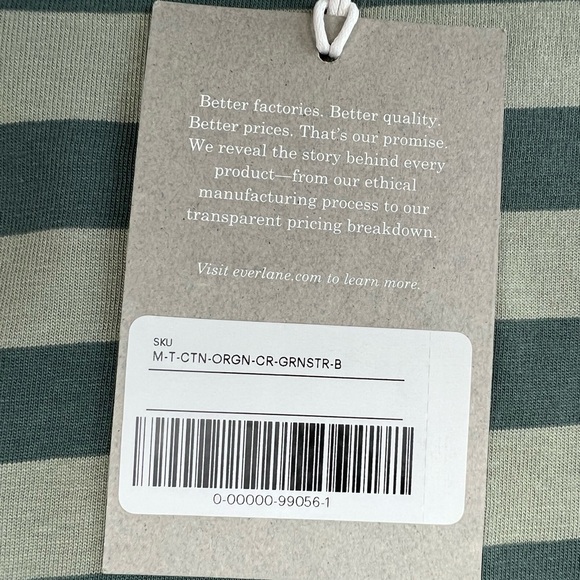 Better factories. Better quality.
Better prices. That's our promise.
We reveal the story behind every
product—from our ethical
manufacturing process to our
transparent pricing breakdown.
Visit everlane.com to learn more.
SKU
M-T-CTN-ORGN-CR-GRNSTR-B
0-00000-99056-1